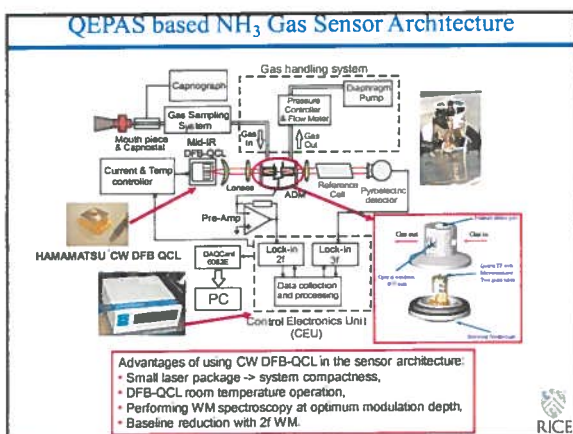 QEPAS based NH3 Gas Sensor Architecture
Gas handling system
Capnograph
Diaphragm
Pump
Pressure
Controller
& Flow Meter
Gas Sampling
System
Mouth piece
& Capnostat
Gas
In
Gas
Out
Mid-IR
DFB-QCL
Current & Temp
controller
Lenses
ADM
Reference
Cell
Pyroelectric
detector
Pre-Amp
HAMAMATSU CW DFB QCL
Gas out
Gas in
DAQCard
Lock-in
2f
Lock-in
3f
PC
Data collection
and processing
Control Electronics Unit
(CEU)
Advantages of using CW DFB-QCL in the sensor architecture:
• Small laser package -> system compactness,
• DFB-QCL room temperature operation,
• Performing WM spectroscopy at optimum modulation depth,
• Baseline reduction with 2f WM.
RICE